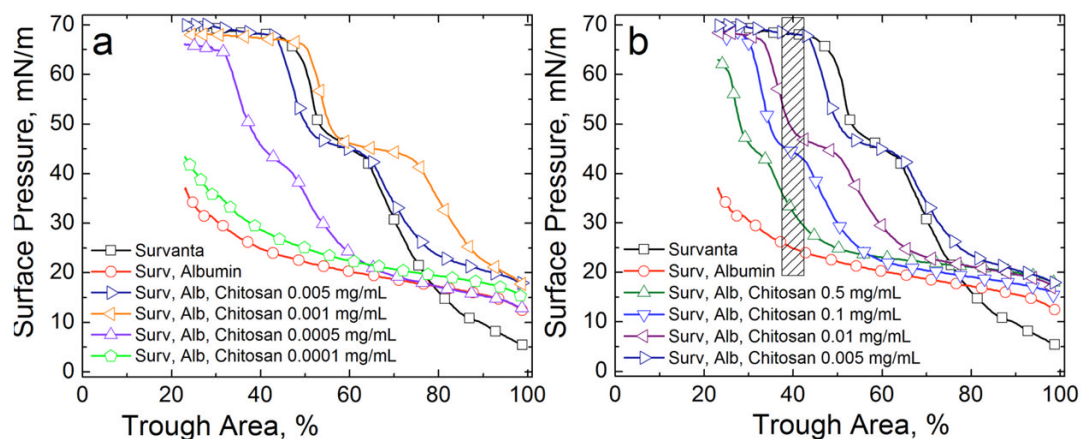 a
Surface Pressure, mN/m
70
60
50
40
30
20
10
0
Survanta
Surv, Albumin
Surv, Alb, Chitosan 0.005 mg/mL
Surv, Alb, Chitosan 0.001 mg/mL
Surv, Alb, Chitosan 0.0005 mg/mL
Surv, Alb, Chitosan 0.0001 mg/mL
0 20 40 60 80 100
Trough Area, %
b
Surface Pressure, mN/m
70
60
50
40
30
20
10
0
Survanta
Surv, Albumin
Surv, Alb, Chitosan 0.5 mg/mL
Surv, Alb, Chitosan 0.1 mg/mL
Surv, Alb, Chitosan 0.01 mg/mL
Surv, Alb, Chitosan 0.005 mg/mL
0 20 40 60 80 100
Trough Area, %